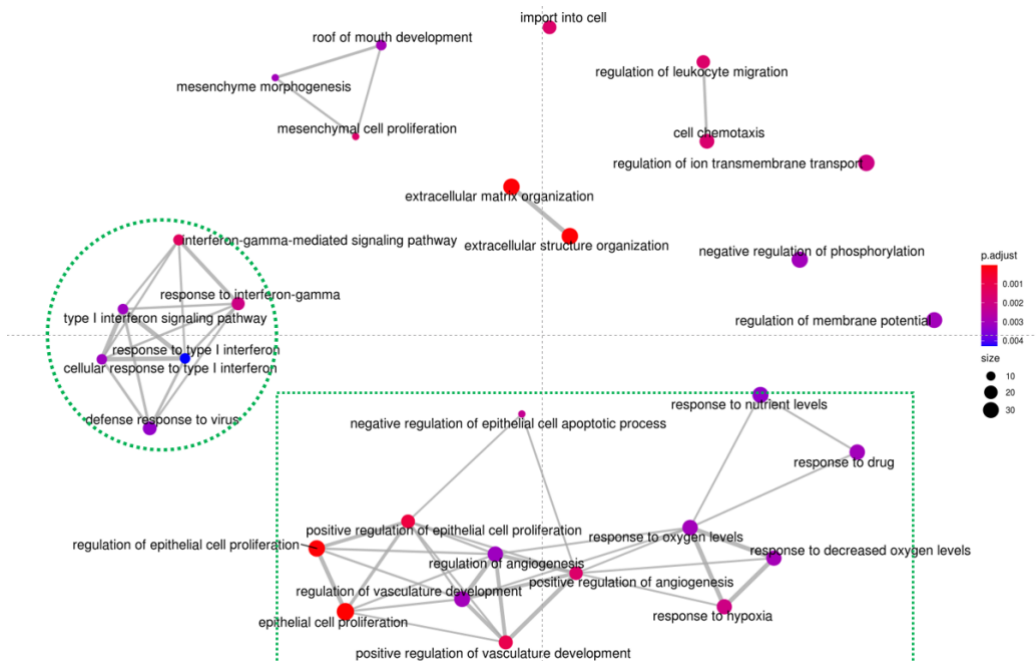 import into cell
roof of mouth development
regulation of leukocyte migration
mesenchyme morphogenesis
mesenchymal cell proliferation
cell chemotaxis
regulation of ion transmembrane transport
extracellular matrix organization
interferon-gamma-mediated signaling pathway
extracellular structure organization
negative regulation of phosphorylation
p.adjust
0.001
0.002
0.003
0.004
response to interferon-gamma
type I interferon signaling pathway
regulation of membrane potential
response to type I interferon
cellular response to type I interferon
size
10
20
30
defense response to virus
response to nutrient levels
negative regulation of epithelial cell apoptotic process
response to drug
positive regulation of epithelial cell proliferation
response to oxygen levels
regulation of epithelial cell proliferation
response to decreased oxygen levels
regulation of angiogenesis
positive regulation of angiogenesis
regulation of vasculature development
response to hypoxia
epithelial cell proliferation
positive regulation of vasculature development